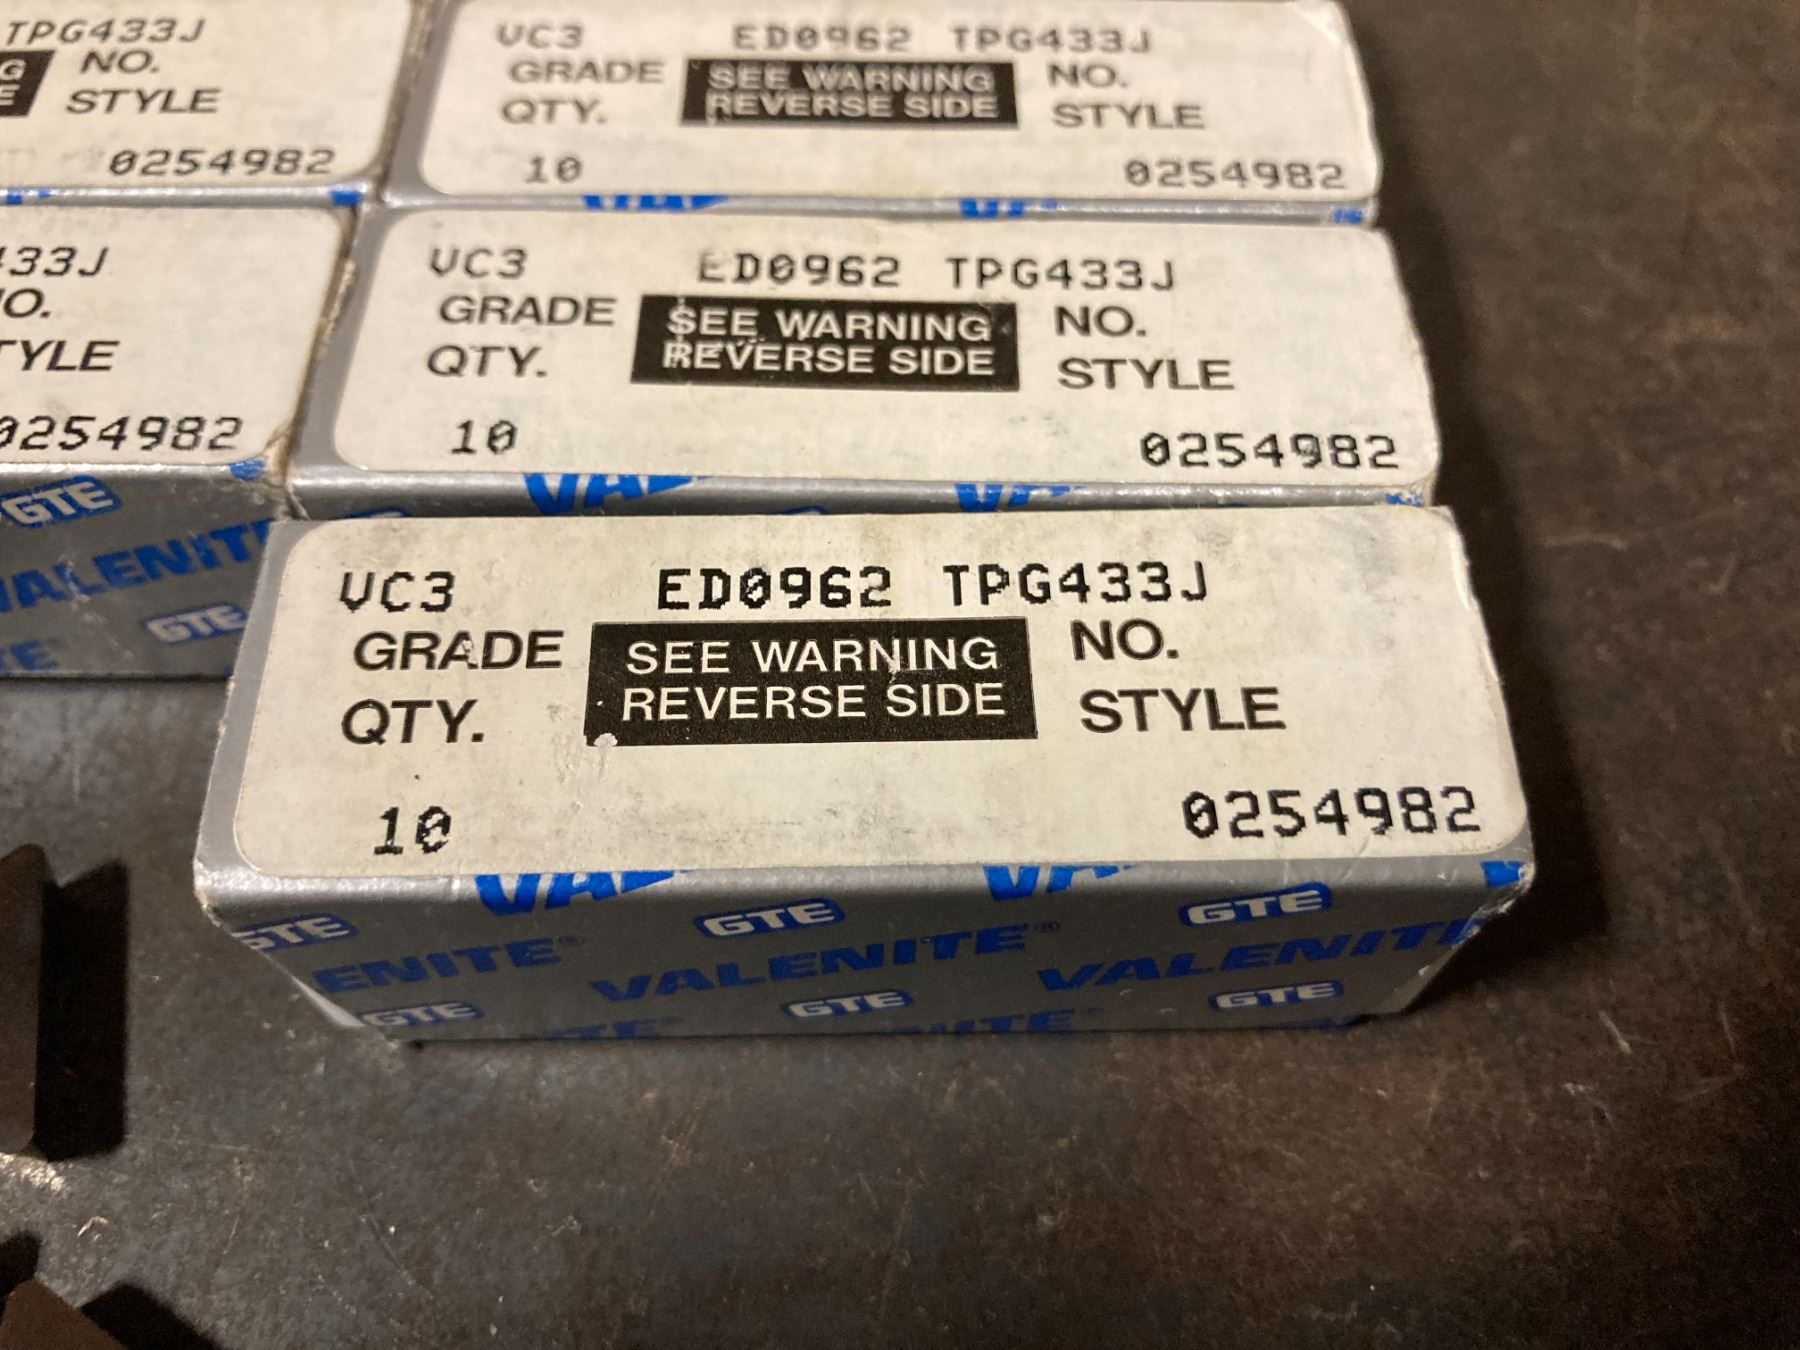 TPG433J
NO.
STYLE
0254982
VC3 ED0962 TPG433J
GRADE SEE WARNING NO.
QTY. REVERSE SIDE STYLE
10 0254982
33J
STYLE
0254982
GTE
VALENITE
GTE
VC3 ED0962 TPG433J
GRADE SEE WARNING NO.
QTY. REVERSE SIDE STYLE
10 0254982
VC3 ED0962 TPG433J
GRADE SEE WARNING NO.
QTY. REVERSE SIDE STYLE
10 0254982
GTE GTE GTE
ENITE® VALENITE® VALENITE
GTE GTE GTE